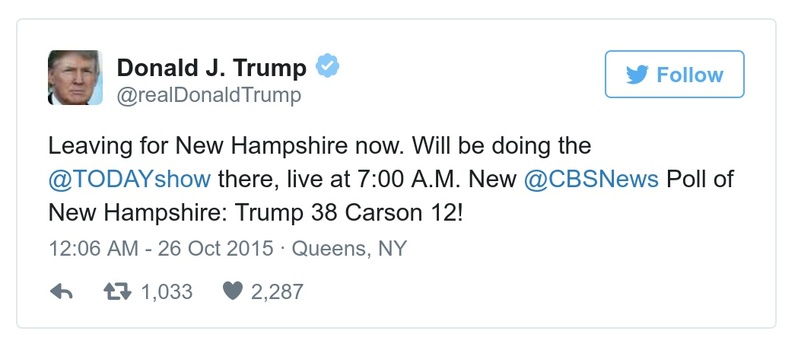 Donald J. Trump
@realDonaldTrump
Follow
Leaving for New Hampshire now. Will be doing the
@TODAYshow there, live at 7:00 A.M. New @CBSNews Poll of
New Hampshire: Trump 38 Carson 12!
12:06 AM - 26 Oct 2015 · Queens, NY
1,033 2,287